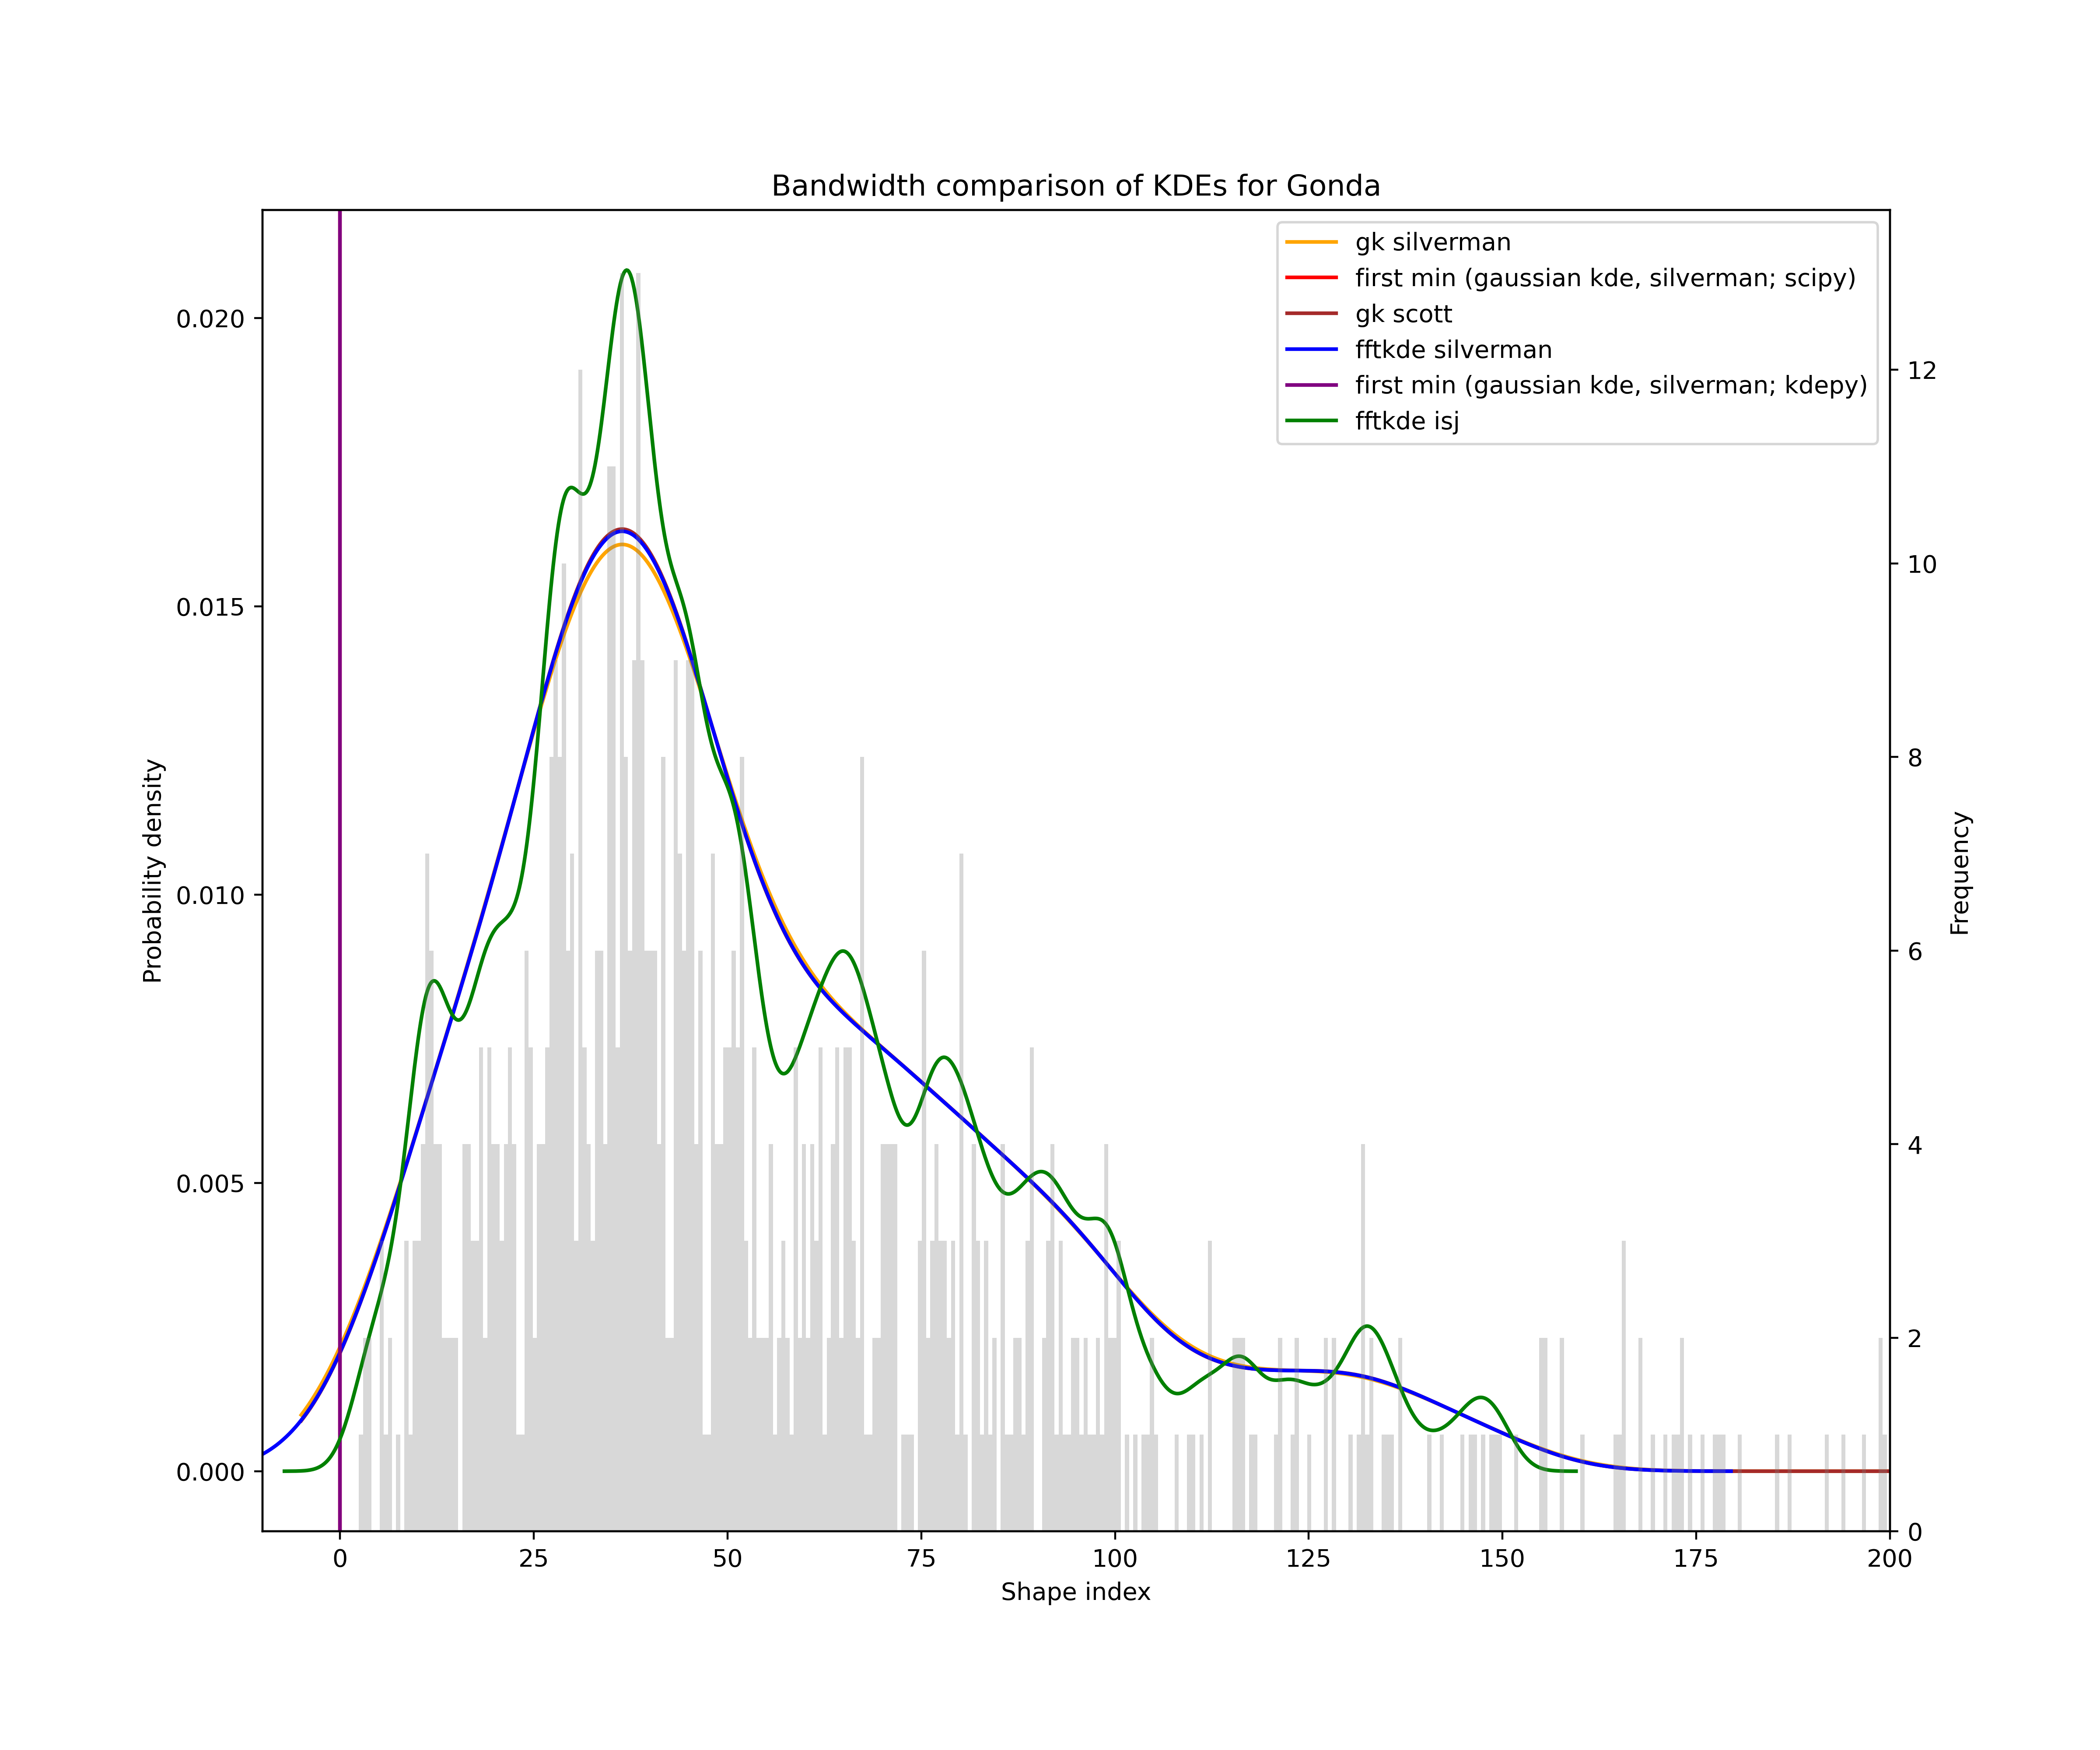 Bandwidth comparison of KDEs for Gonda
gk silverman
first min (gaussian kde, silverman; scipy)
gk scott
fftkde silverman
first min (gaussian kde, silverman; kdepy)
fftkde isj
0.020
0.015
0.010
0.005
0.000
Probability density
12
10
8
6
4
2
0
Frequency
0 25 50 75 100 125 150 175 200
Shape index